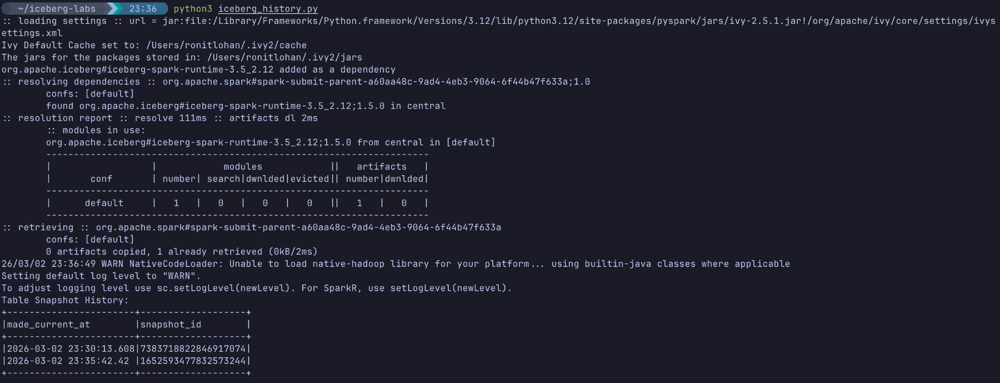 ~/iceberg-labs 23:36 python3 iceberg_history.py
:: loading settings :: url = jar:file:/Library/Frameworks/Python.framework/Versions/3.12/lib/python3.12/site-packages/pyspark/jars/ivy-2.5.1.jar!/org/apache/ivy/core/settings/ivys
ettings.xml
Ivy Default Cache set to: /Users/ronitlohan/.ivy2/cache
The jars for the packages stored in: /Users/ronitlohan/.ivy2/jars
org.apache.iceberg#iceberg-spark-runtime-3.5_2.12 added as a dependency
:: resolving dependencies :: org.apache.spark#spark-submit-parent-a60aa48c-9ad4-4eb3-9064-6f44b47f633a;1.0
        confs: [default]
        found org.apache.iceberg#iceberg-spark-runtime-3.5_2.12;1.5.0 in central
:: resolution report :: resolve 111ms :: artifacts dl 2ms
        :: modules in use:
        org.apache.iceberg#iceberg-spark-runtime-3.5_2.12;1.5.0 from central in [default]
        ---------------------------------------------------------------------
        |                  |            modules            ||   artifacts   |
        |       conf       | number| search|dwnlded|evicted|| number|dwnlded|
        ---------------------------------------------------------------------
        |      default     |   1   |   0   |   0   |   0   ||   1   |   0   |
        ---------------------------------------------------------------------
:: retrieving :: org.apache.spark#spark-submit-parent-a60aa48c-9ad4-4eb3-9064-6f44b47f633a
        confs: [default]
        0 artifacts copied, 1 already retrieved (0kB/2ms)
26/03/02 23:36:49 WARN NativeCodeLoader: Unable to load native-hadoop library for your platform... using builtin-java classes where applicable
Setting default log level to "WARN".
To adjust logging level use sc.setLogLevel(newLevel). For SparkR, use setLogLevel(newLevel).
Table Snapshot History:
+-----------------------+-------------------+
|made_current_at        |snapshot_id        |
+-----------------------+-------------------+
|2026-03-02 23:30:13.608|7383718822846917074|
|2026-03-02 23:35:42.42 |1652593477832573244|
+-----------------------+-------------------+